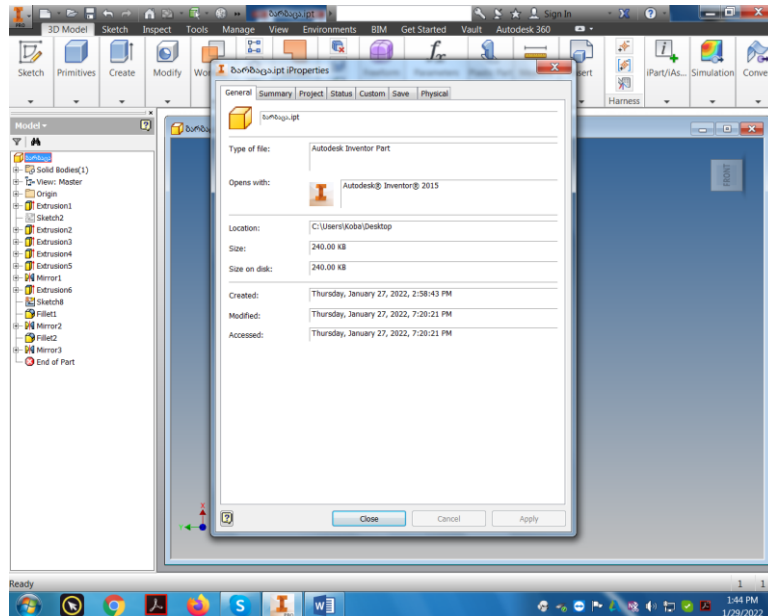 PRO
ბარბაცა.ipt
Sign In
3D Model Sketch Inspect Tools Manage View Environments BIM Get Started Vault Autodesk 360
Sketch Primitives Create Modify
Harness iPart/iAs... Simulation
Model
ბარბაცა
Solid Bodies(1)
View: Master
Origin
Extrusion1
Sketch2
Extrusion2
Extrusion3
Extrusion4
Extrusion5
Mirror1
Extrusion6
Sketch8
Fillet1
Mirror2
Fillet2
Mirror3
End of Part
ბარბაცა.ipt iProperties
General Summary Project Status Custom Save Physical
ბარბაცა.ipt
Type of file: Autodesk Inventor Part
Opens with: Autodesk® Inventor® 2015
Location: C:\Users\Koba\Desktop
Size: 240.00 KB
Size on disk: 240.00 KB
Created: Thursday, January 27, 2022, 2:58:43 PM
Modified: Thursday, January 27, 2022, 7:20:21 PM
Accessed: Thursday, January 27, 2022, 7:20:21 PM
Close Cancel Apply
FRONT
X
Y
Ready
1 1
1:44 PM
1/29/2022